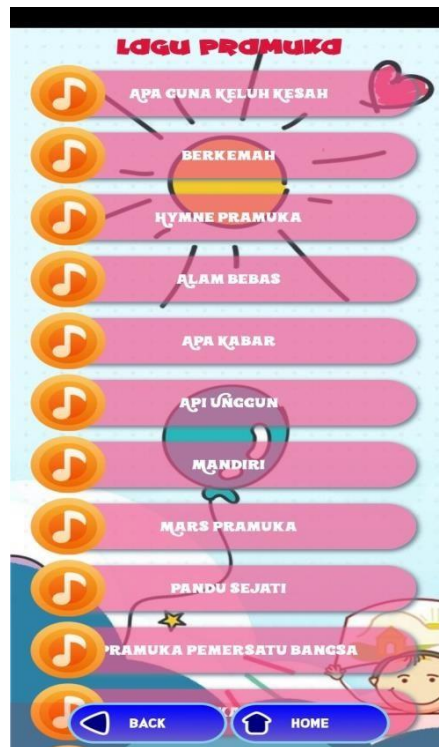 LAGU PRAMUKA
APA GUNA KELUH KESAH
BERKEMAH
HYMNE PRAMUKA
ALAM BEBAS
APA KABAR
API UNGGUN
MANDIRI
MARS PRAMUKA
PANDU SEJATI
PRAMUKA PEMERSATU BANGSA
BACK
HOME